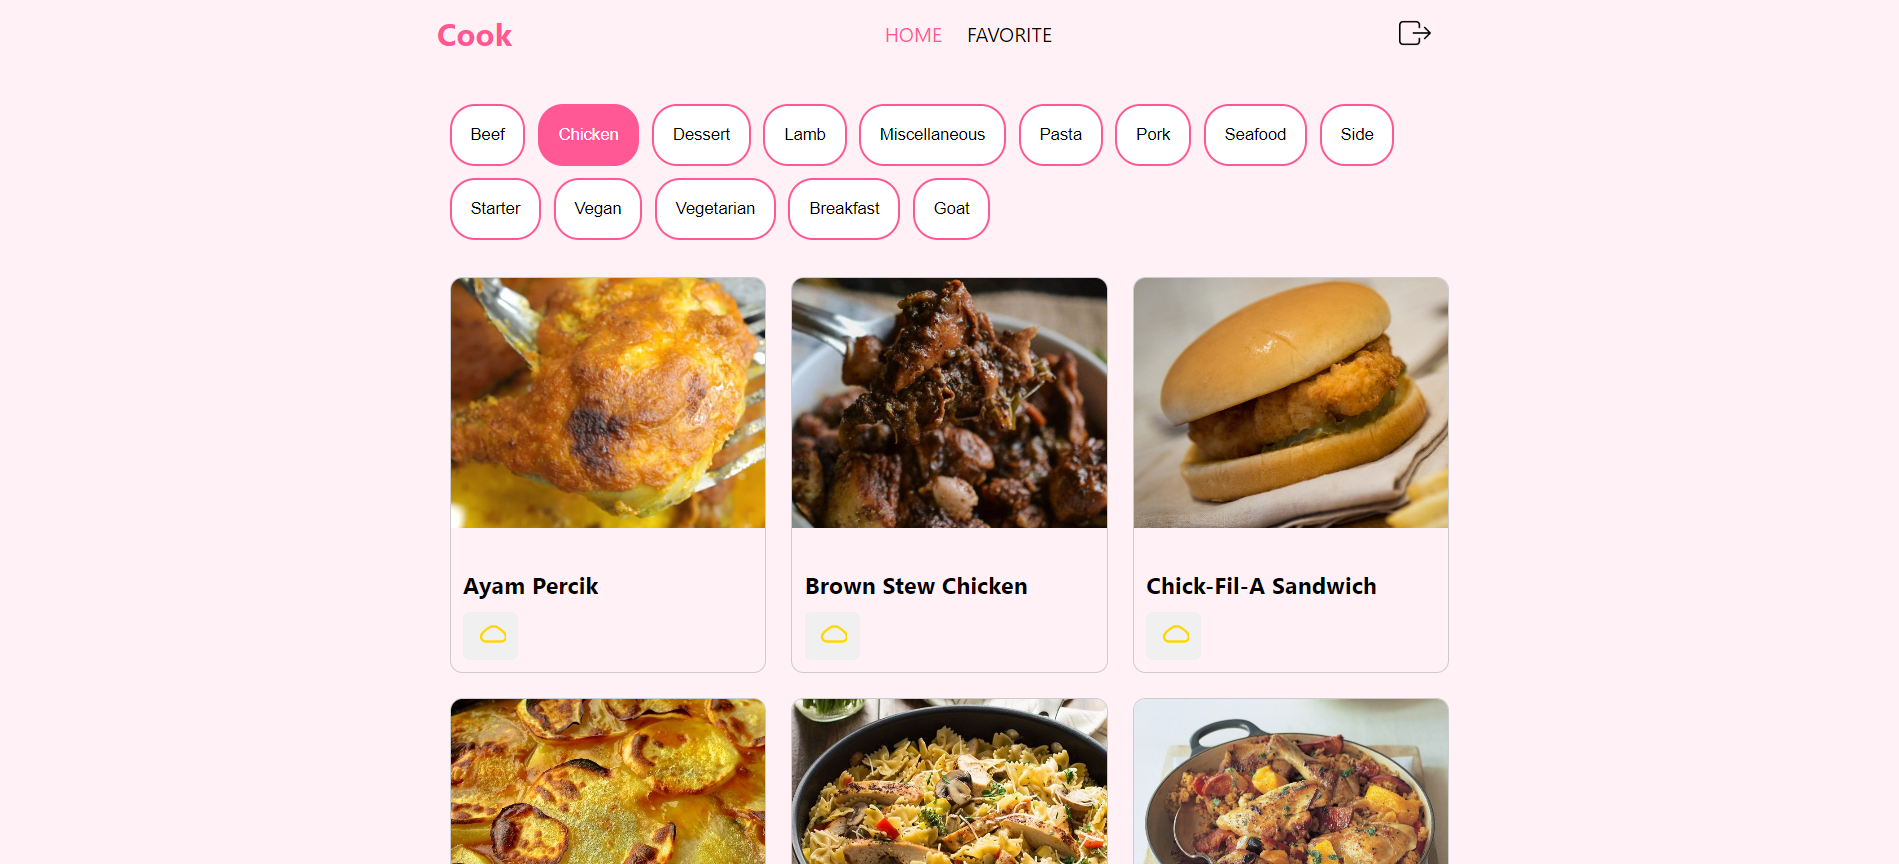 Cook
HOME FAVORITE
Beef Chicken Dessert Lamb Miscellaneous Pasta Pork Seafood Side
Starter Vegan Vegetarian Breakfast Goat
Ayam Percik
Brown Stew Chicken
Chick-Fil-A Sandwich